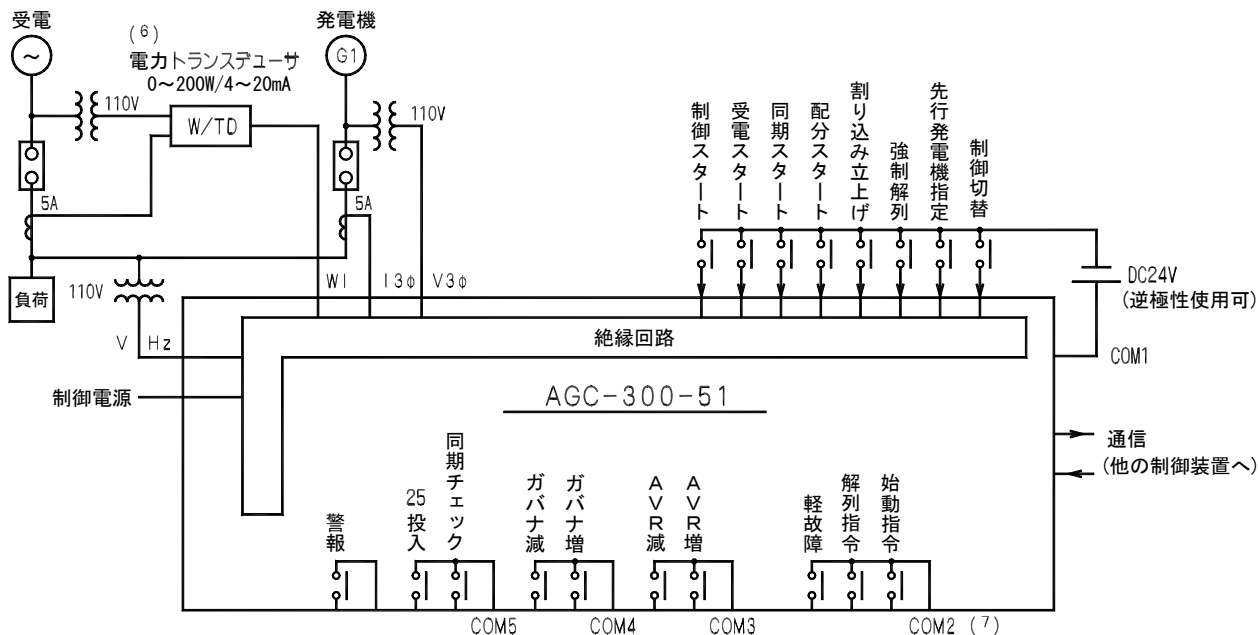 受電
～
(6)
電力トランスデューサ
0～200W/4～20mA
110V
W/TD
5A
負荷
110V
発電機
G1
110V
5A
WI
I3φ
V3φ
V Hz
制御電源
制御スタート
受電スタート
同期スタート
配分スタート
割り込み立上げ
強制解列
先行発電機指定
制御切替
DC24V
(逆極性使用可)
COM1
絶縁回路
AGC-300-51
通信
(他の制御装置へ)
警報
25投入
同期チェック
ガバナ減
ガバナ増
AVR減
AVR増
軽故障
解列指令
始動指令
COM5
COM4
COM3
COM2 (7)